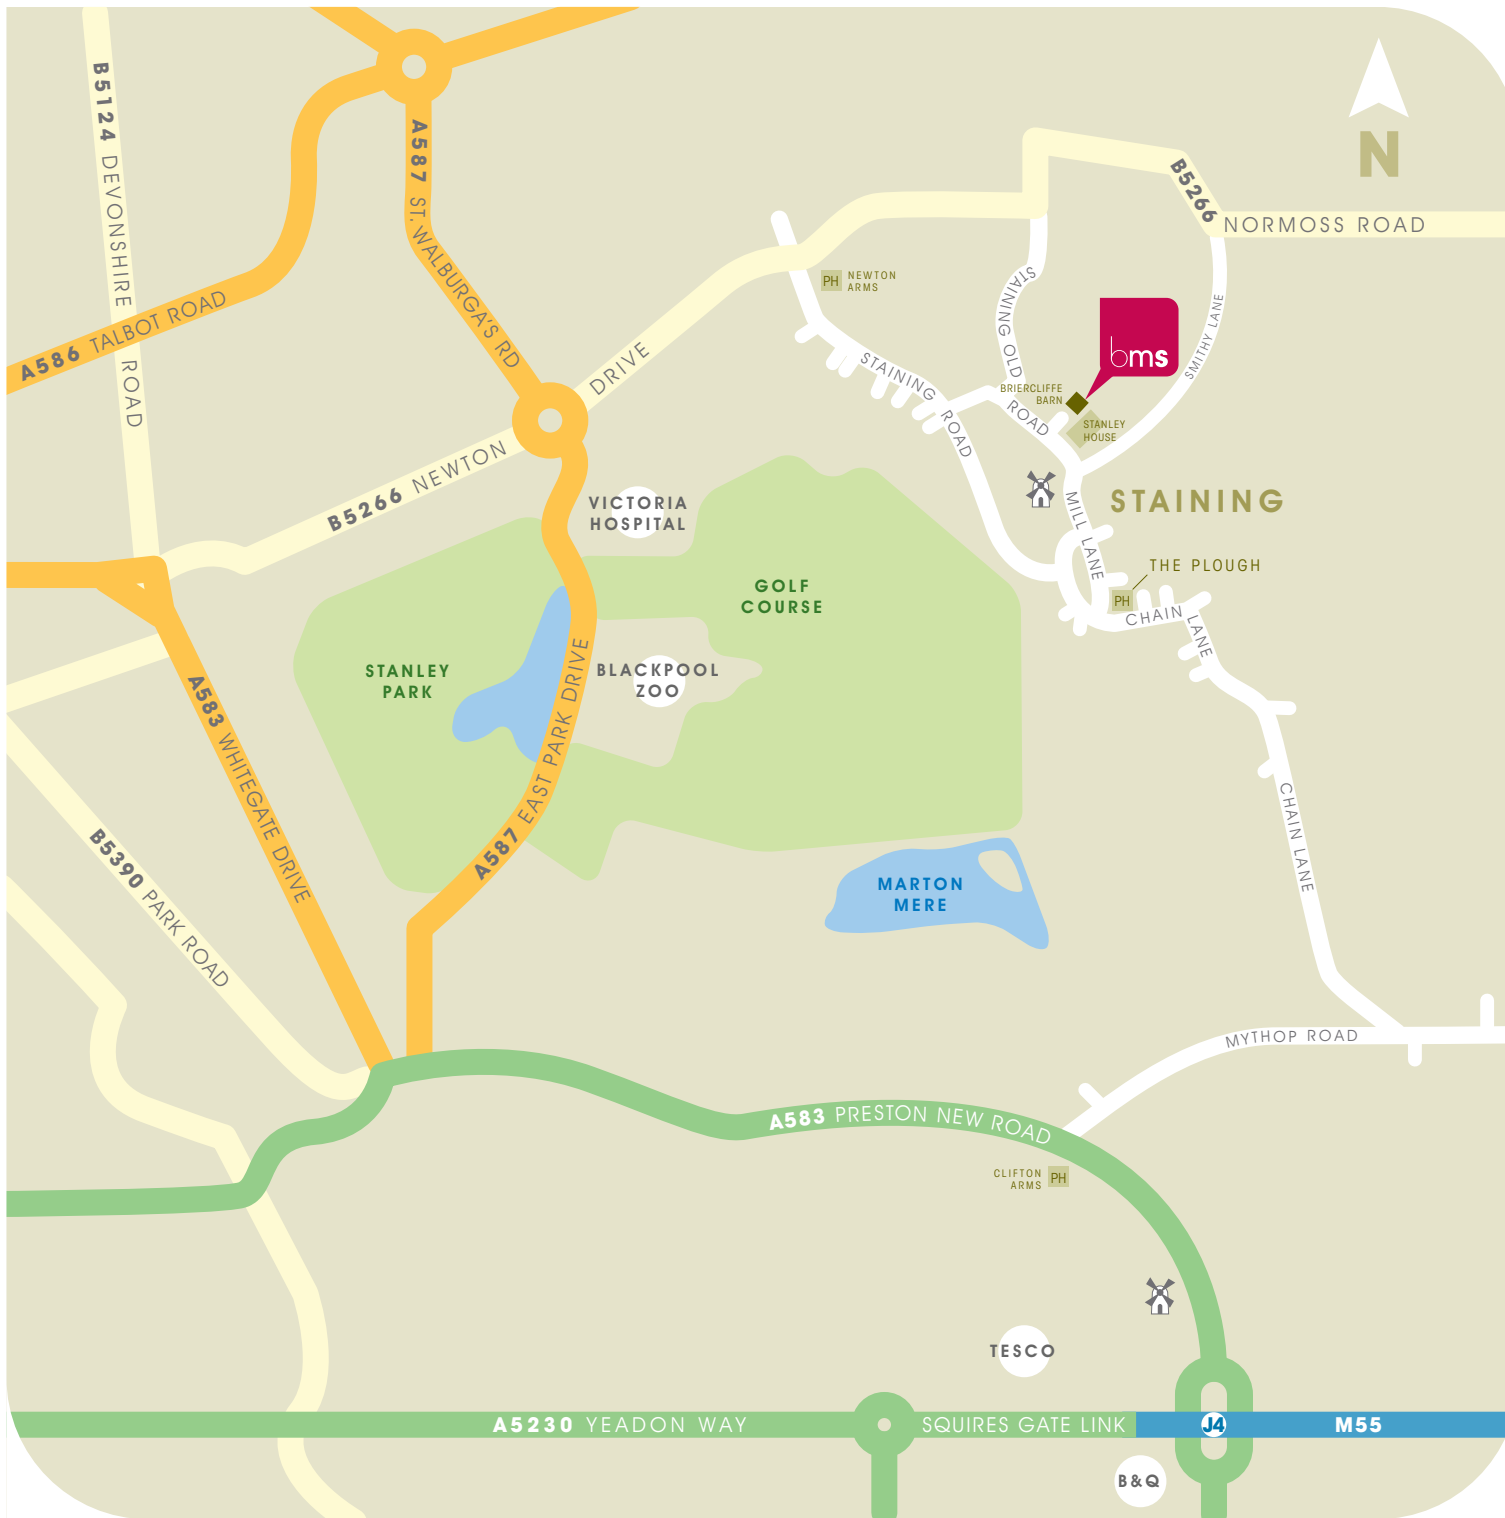 B5124 DEVONSHIRE ROAD
A587 ST. WALBURGA'S RD
A586 TALBOT ROAD
N
B5266
NORMOSS ROAD
PH NEWTON
ARMS
STAINING OLD ROAD
SMITHY LANE
bms
STAINING ROAD
BRIERCLIFFE
BARN
STANLEY
HOUSE
B5266 NEWTON DRIVE
VICTORIA
HOSPITAL
STAINING
MILL LANE
THE PLOUGH
PH
CHAIN LANE
GOLF
COURSE
STANLEY
PARK
BLACKPOOL
ZOO
A587 EAST PARK DRIVE
A583 WHITEGATE DRIVE
B5390 PARK ROAD
CHAIN LANE
MARTON
MERE
MYTHOP ROAD
A583 PRESTON NEW ROAD
CLIFTON
ARMS PH
TESCO
A5230 YEADON WAY
SQUIRES GATE LINK
J4
M55
B&Q